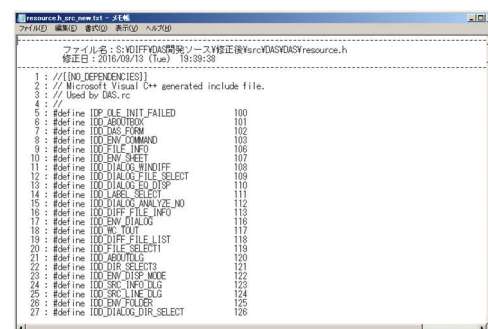 resource.h_src_new.txt - メモ帳
ファイル(F) 編集(E) 書式(O) 表示(V) ヘルプ(H)
ファイル名：S:¥DIFF¥DAS開発ソース¥修正後¥src¥DAS¥DAS¥resource.h
修正日：2016/09/13 (Tue) 19:39:38
1 : //[[NO_DEPENDENCIES]]
2 : // Microsoft Visual C++ generated include file.
3 : // Used by DAS.rc
4 : //
5 : #define IDP_OLE_INIT_FAILED 100
6 : #define IDD_ABOUTBOX 101
7 : #define IDD_DAS_FORM 102
8 : #define IDD_ENV_COMMAND 103
9 : #define IDD_FILE_INFO 106
10 : #define IDD_ENV_SHEET 107
11 : #define IDD_DIALOG_WINDIFF 108
12 : #define IDD_DIALOG_FILE_SELECT 109
13 : #define IDD_DIALOG_EQ_DISP 110
14 : #define IDD_LABEL_SELECT 111
15 : #define IDD_DIALOG_ANALYZE_NO 112
16 : #define IDD_DIFF_FILE_INFO 113
17 : #define IDD_ENV_DIALOG 116
18 : #define IDD_WC_TOUT 117
19 : #define IDD_DIFF_FILE_LIST 118
20 : #define IDD_FILE_SELECT1 119
21 : #define IDD_ABOUTDLG 120
22 : #define IDD_DIR_SELECT3 121
23 : #define IDD_ENV_DISP_MODE 122
24 : #define IDD_SRC_INFO_DLG 123
25 : #define IDD_SRC_LINE_DLG 124
26 : #define IDD_ENV_FOLDER 125
27 : #define IDD_DIALOG_DIR_SELECT 126